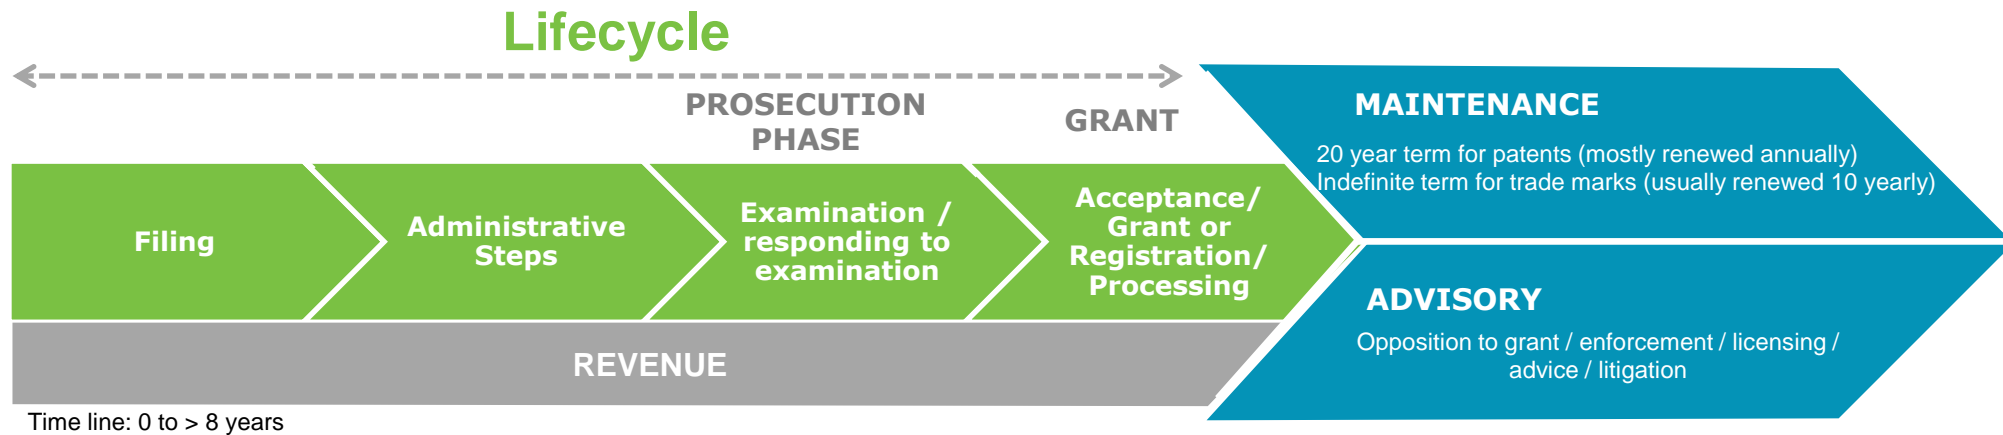 Lifecycle
PROSECUTION
PHASE
GRANT
Filing
Administrative
Steps
Examination /
responding to
examination
Acceptance/
Grant or
Registration/
Processing
REVENUE
Time line: 0 to > 8 years
MAINTENANCE
20 year term for patents (mostly renewed annually)
Indefinite term for trade marks (usually renewed 10 yearly)
ADVISORY
Opposition to grant / enforcement / licensing /
advice / litigation